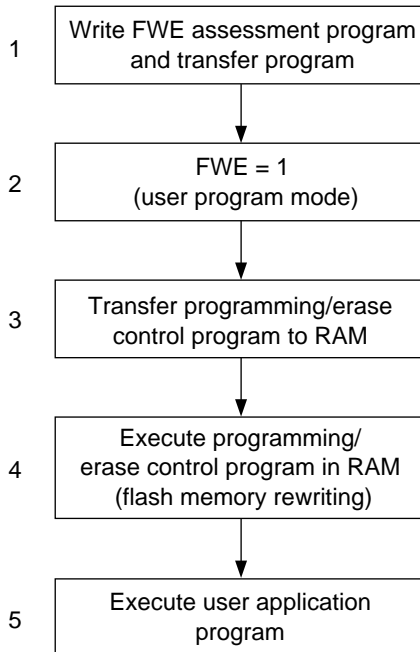 1
Write FWE assessment program
and transfer program
2
FWE = 1
(user program mode)
3
Transfer programming/erase
control program to RAM
4
Execute programming/
erase control program in RAM
(flash memory rewriting)
5
Execute user application
program